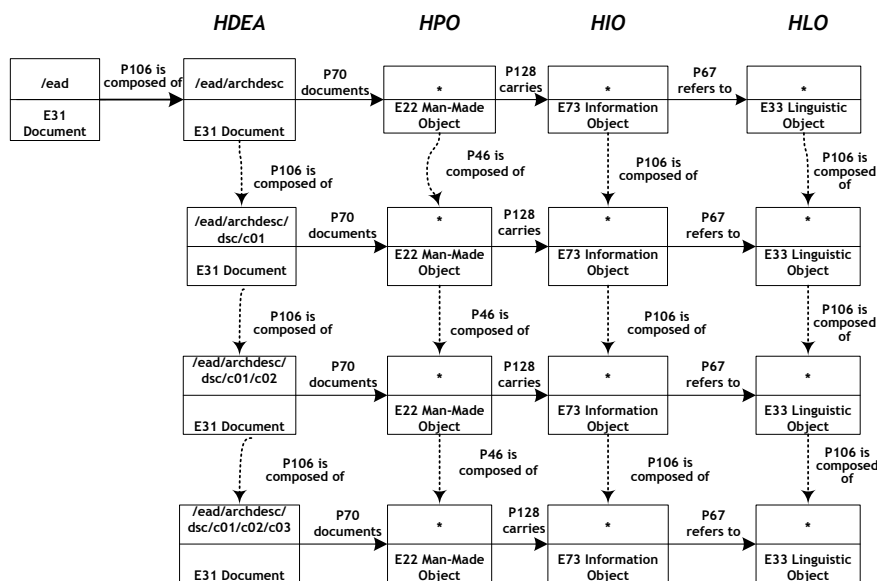 HDEA HPO HIO HLO
/ead
E31
Document
P106 is
composed of
/ead/archdesc
E31 Document
P70
documents
*
E22 Man-Made
Object
P128
carries
*
E73 Information
Object
P67
refers to
*
E33 Linguistic
Object
P106 is
composed of
P46 is
composed of
P106 is
composed of
P106 is
composed
of
/ead/archdesc/
dsc/c01
E31 Document
P70
documents
*
E22 Man-Made
Object
P128
carries
*
E73 Information
Object
P67
refers to
*
E33 Linguistic
Object
P106 is
composed of
P46 is
composed of
P106 is
composed of
P106 is
composed
of
/ead/archdesc/
dsc/c01/c02
E31 Document
P70
documents
*
E22 Man-Made
Object
P128
carries
*
E73 Information
Object
P67
refers to
*
E33 Linguistic
Object
P106 is
composed of
P46 is
composed of
P106 is
composed of
P106 is
composed
of
/ead/archdesc/
dsc/c01/c02/c03
E31 Document
P70
documents
*
E22 Man-Made
Object
P128
carries
*
E73 Information
Object
P67
refers to
*
E33 Linguistic
Object